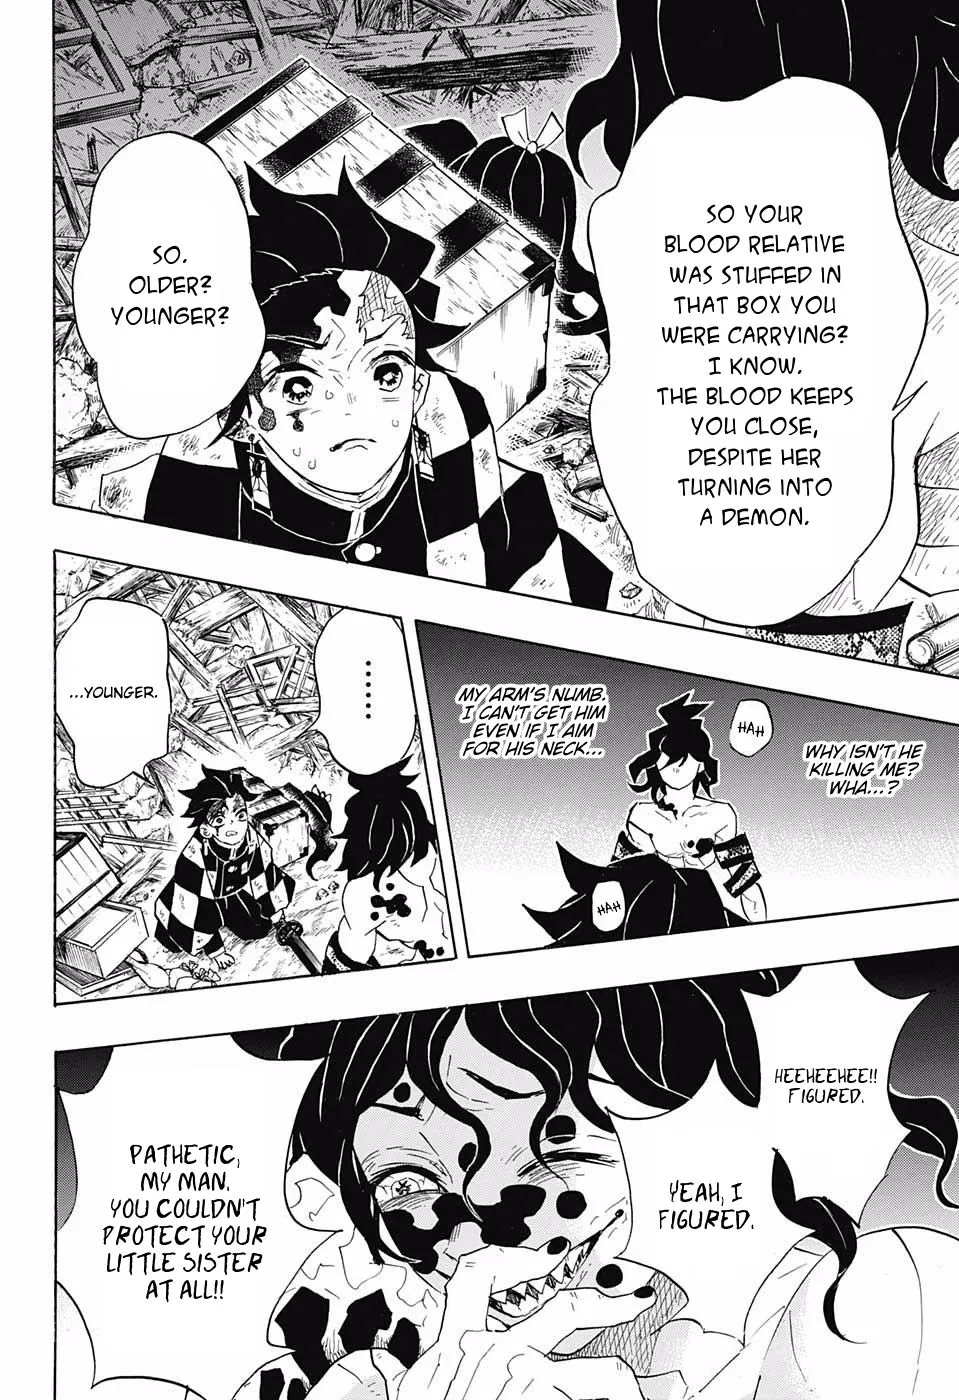 SO YOUR
BLOOD RELATIVE
WAS STUFFED IN
THAT BOX YOU
WERE CARRYING?
I KNOW.
THE BLOOD KEEPS
YOU CLOSE,
DESPITE HER
TURNING INTO
A DEMON.
SO.
OLDER?
YOUNGER?
WHY ISN'T HE
KILLING ME?
WHA...?
HAH
MY ARM'S NUMB.
I CAN'T GET HIM
EVEN IF I AIM
FOR HIS NECK...
HAH
......
...YOUNGER.
HEEHEEHEE!!
FIGURED.
YEAH, I
FIGURED.
PATHETIC,
MY MAN.
YOU COULDN'T
PROTECT YOUR
LITTLE SISTER
AT ALL!!